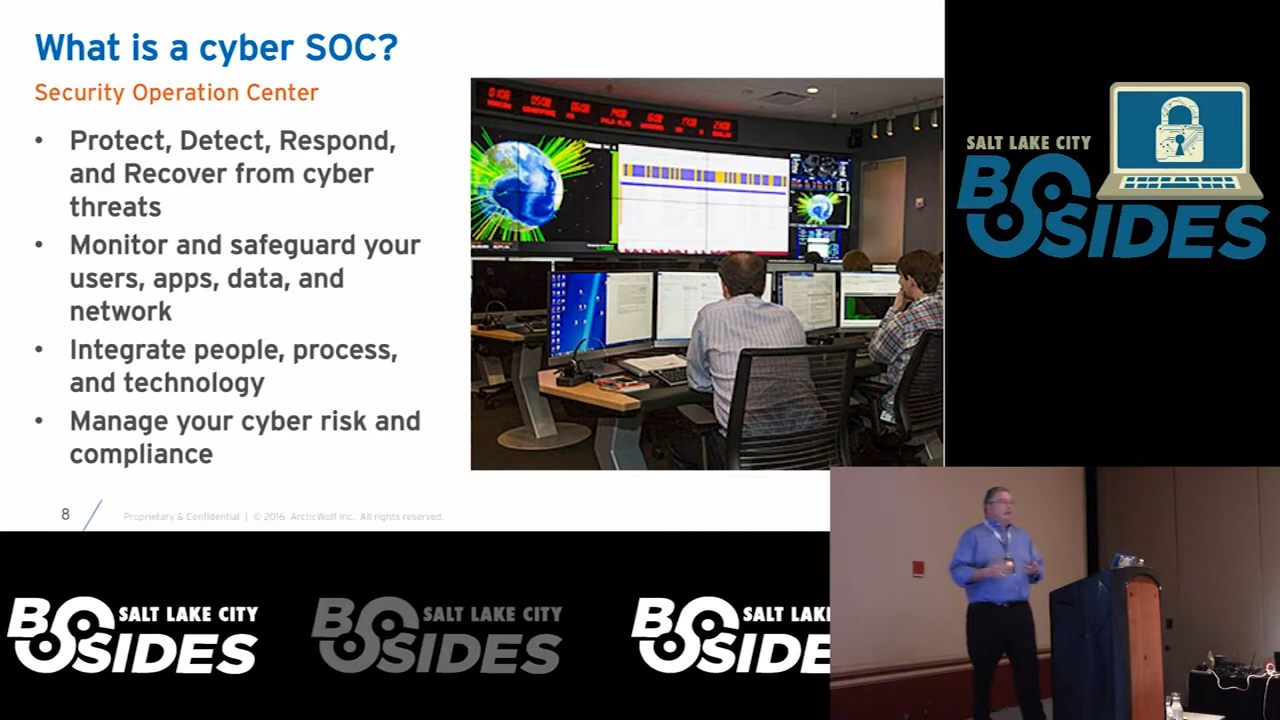 What is a cyber SOC?
Security Operation Center
• Protect, Detect, Respond,
and Recover from cyber
threats
• Monitor and safeguard your
users, apps, data, and
network
• Integrate people, process,
and technology
• Manage your cyber risk and
compliance
8
Proprietary & Confidential | © 2016 ArcticWolf Inc. All rights reserved.
SALT LAKE CITY
BSIDES
SALT LAKE CITY
BSIDES
SALT LAKE CITY
BSIDES
SALT LAKE
BSIDES